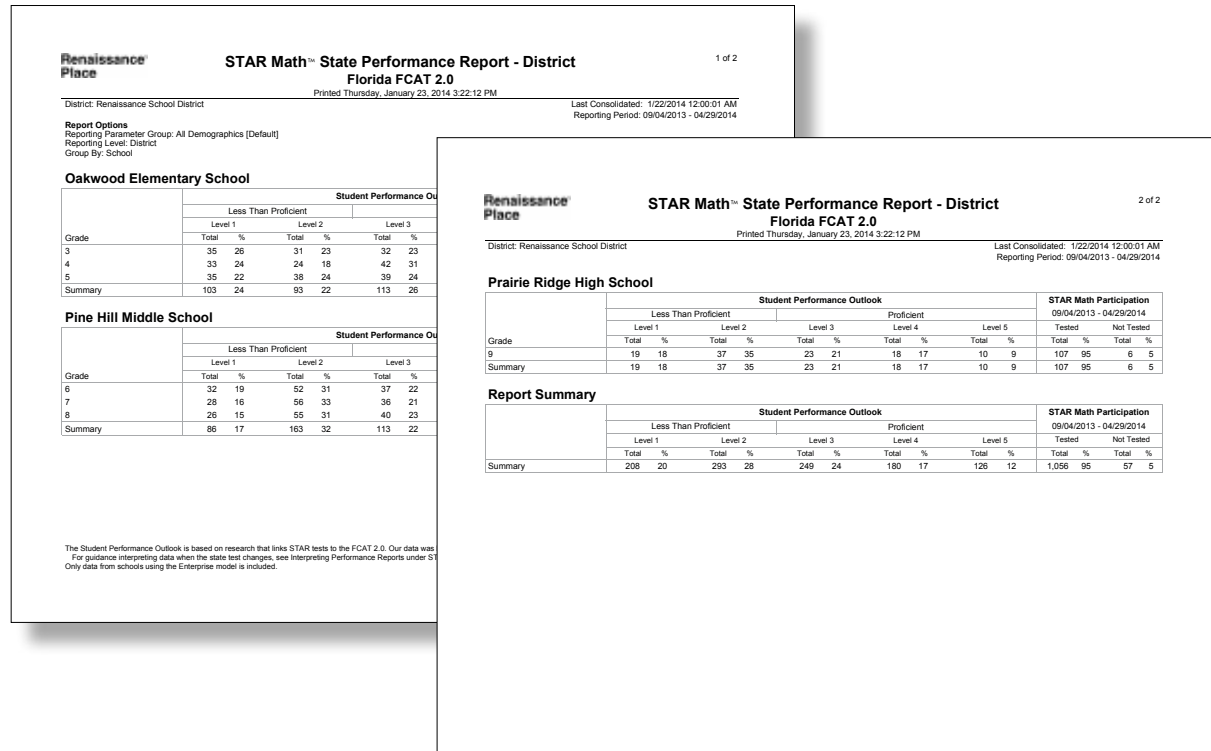 Renaissance®
Place
STAR Math™ State Performance Report - District
1 of 2
Florida FCAT 2.0
Printed Thursday, January 23, 2014 3:22:12 PM
District: Renaissance School District
Last Consolidated: 1/22/2014 12:00:01 AM
Reporting Period: 09/04/2013 - 04/29/2014
Report Options
Reporting Parameter Group: All Demographics [Default]
Reporting Level: District
Group By: School
Oakwood Elementary School
Student Performance Ou
Less Than Proficient
Level 1 Level 2 Level 3
Grade Total % Total % Total %
3 35 26 31 23 32 23
4 33 24 24 18 42 31
5 35 22 38 24 39 24
Summary 103 24 93 22 113 26
Pine Hill Middle School
Student Performance Ou
Less Than Proficient
Level 1 Level 2 Level 3
Grade Total % Total % Total %
6 32 19 52 31 37 22
7 28 16 56 33 36 21
8 26 15 55 31 40 23
Summary 86 17 163 32 113 22
The Student Performance Outlook is based on research that links STAR tests to the FCAT 2.0. Our data was
For guidance interpreting data when the state test changes, see Interpreting Performance Reports under ST
Only data from schools using the Enterprise model is included.
Renaissance®
Place
STAR Math™ State Performance Report - District
2 of 2
Florida FCAT 2.0
Printed Thursday, January 23, 2014 3:22:12 PM
District: Renaissance School District
Last Consolidated: 1/22/2014 12:00:01 AM
Reporting Period: 09/04/2013 - 04/29/2014
Prairie Ridge High School
Student Performance Outlook STAR Math Participation
Less Than Proficient Proficient 09/04/2013 - 04/29/2014
Level 1 Level 2 Level 3 Level 4 Level 5 Tested Not Tested
Grade Total % Total % Total % Total % Total % Total % Total %
9 19 18 37 35 23 21 18 17 10 9 107 95 6 5
Summary 19 18 37 35 23 21 18 17 10 9 107 95 6 5
Report Summary
Student Performance Outlook STAR Math Participation
Less Than Proficient Proficient 09/04/2013 - 04/29/2014
Level 1 Level 2 Level 3 Level 4 Level 5 Tested Not Tested
Total % Total % Total % Total % Total % Total % Total %
Summary 208 20 293 28 249 24 180 17 126 12 1,056 95 57 5